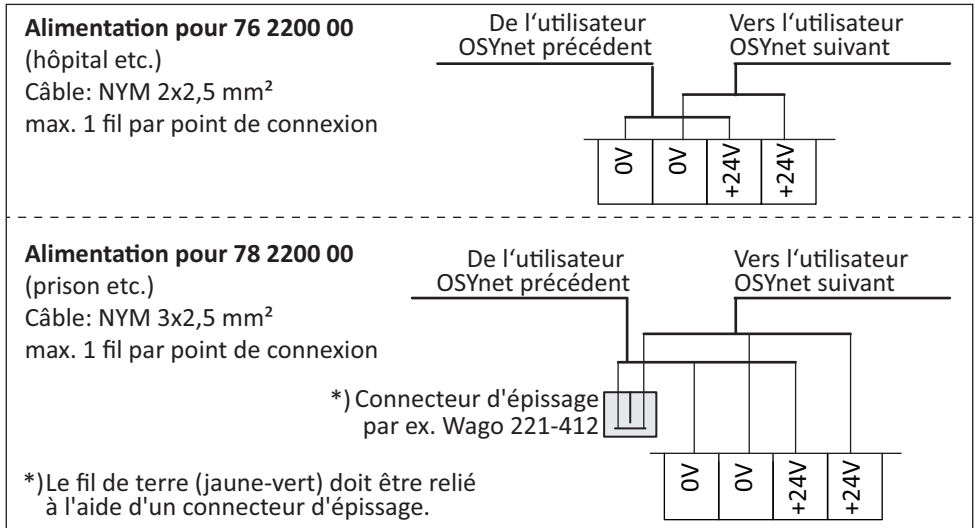 Alimentation pour 76 2200 00
(hôpital etc.)
Câble: NYM 2x2,5 mm²
max. 1 fil par point de connexion
De l‘utilisateur
OSYnet précédent
Vers l‘utilisateur
OSYnet suivant
0V
0V
+24V
+24V
Alimentation pour 78 2200 00
(prison etc.)
Câble: NYM 3x2,5 mm²
max. 1 fil par point de connexion
De l‘utilisateur
OSYnet précédent
Vers l‘utilisateur
OSYnet suivant
*) Connecteur d'épissage
par ex. Wago 221-412
0V
0V
+24V
+24V
*)Le fil de terre (jaune-vert) doit être relié
à l'aide d'un connecteur d'épissage.